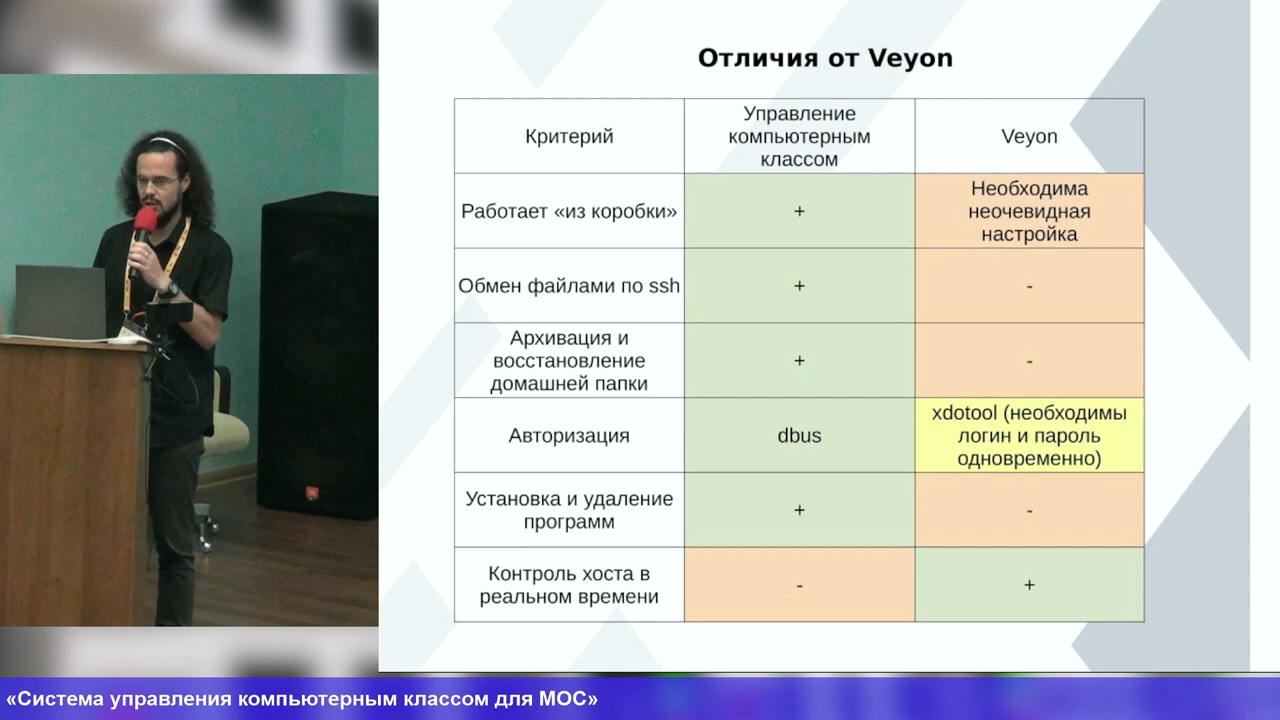 Отличия от Veyon
Критерий
Управление
компьютерным
классом
Veyon
Работает «из коробки»
+
Необходима
неочевидная
настройка
Обмен файлами по ssh
+
-
Архивация и
восстановление
домашней папки
+
-
Авторизация
dbus
xdotool (необходимы
логин и пароль
одновременно)
Установка и удаление
программ
+
-
Контроль хоста в
реальном времени
-
+
«Система управления компьютерным классом для МОС»